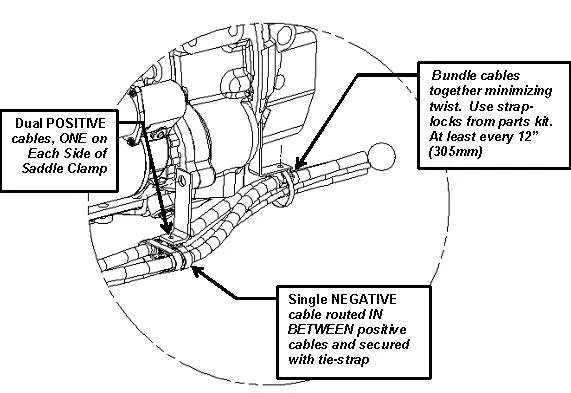 Bundle cables
together minimizing
twist. Use strap-
locks from parts kit.
At least every 12”
(305mm)
Dual POSITIVE
cables, ONE on
Each Side of
Saddle Clamp
Single NEGATIVE
cable routed IN
BETWEEN positive
cables and secured
with tie-strap